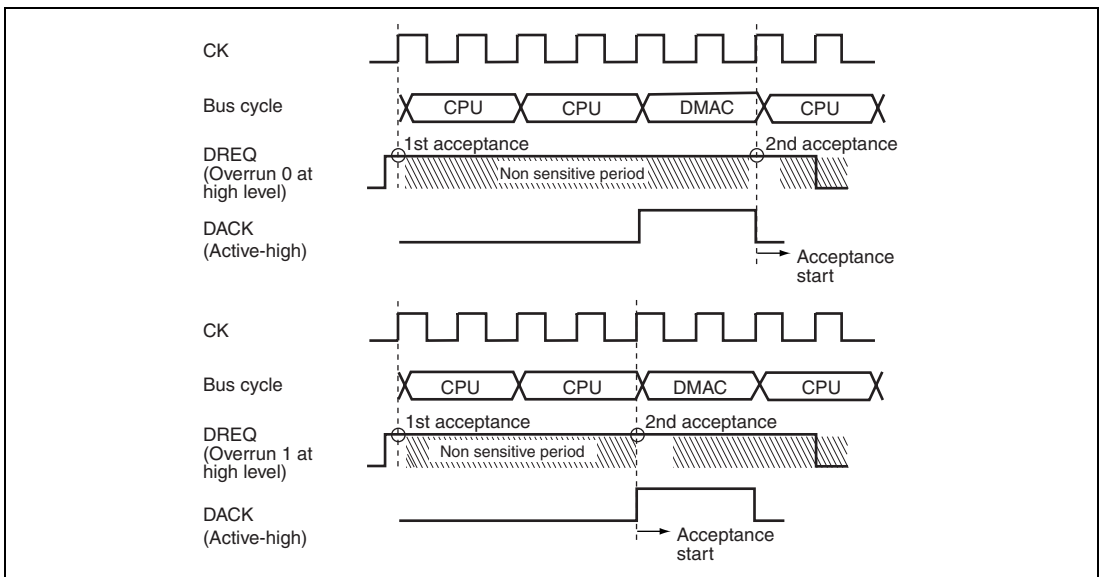 CK
Bus cycle
CPU CPU DMAC CPU
DREQ
(Overrun 0 at
high level)
1st acceptance
2nd acceptance
Non sensitive period
DACK
(Active-high)
Acceptance
start
CK
Bus cycle
CPU CPU DMAC CPU
DREQ
(Overrun 1 at
high level)
1st acceptance
2nd acceptance
Non sensitive period
DACK
(Active-high)
Acceptance
start